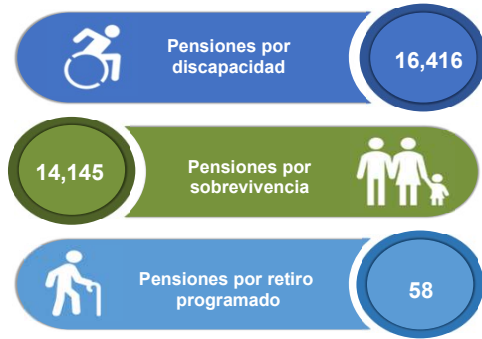 Pensiones por
discapacidad
16,416
14,145
Pensiones por
sobrevivencia
Pensiones por retiro
programado
58